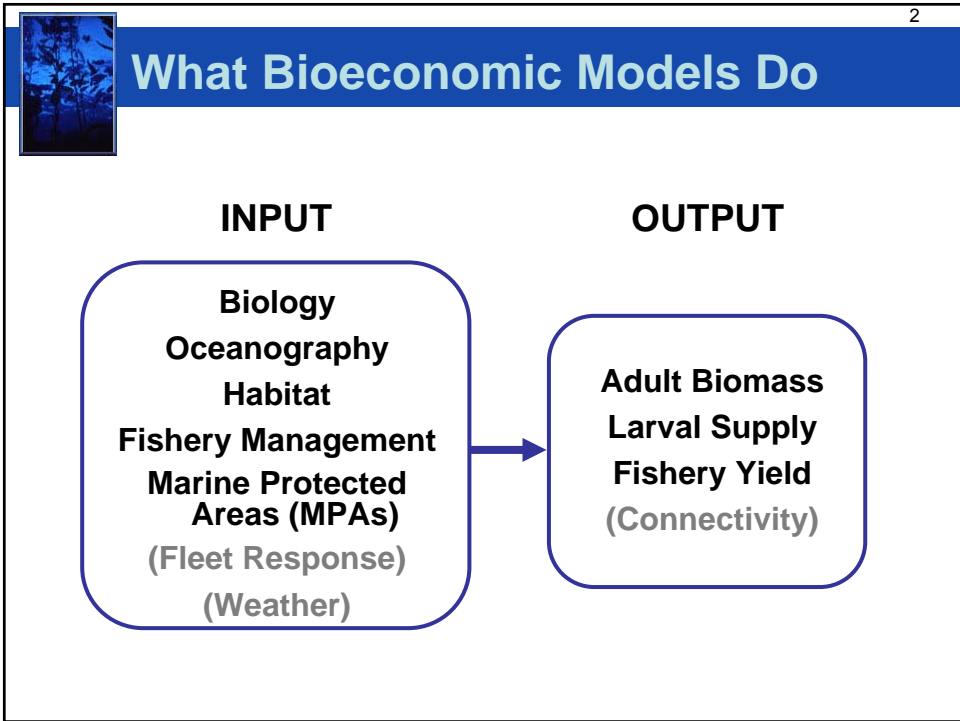 2
What Bioeconomic Models Do
INPUT
Biology
Oceanography
Habitat
Fishery Management
Marine Protected
Areas (MPAs)
(Fleet Response)
(Weather)
OUTPUT
Adult Biomass
Larval Supply
Fishery Yield
(Connectivity)